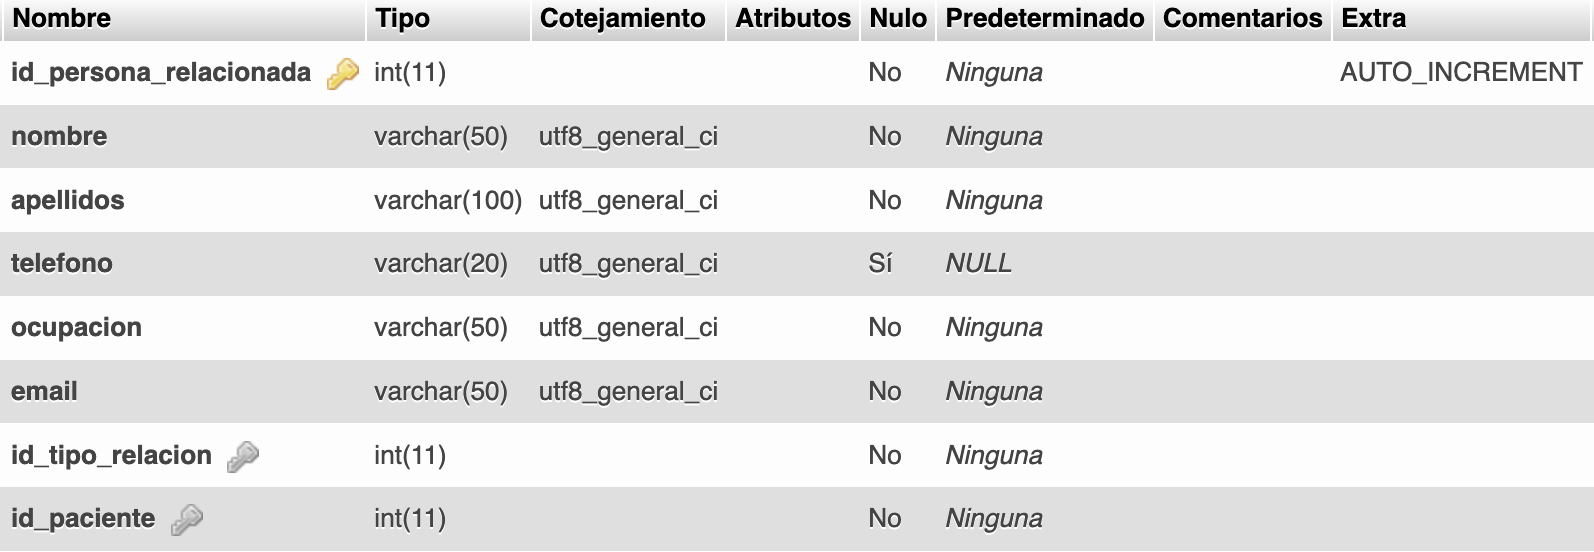 Nombre Tipo Cotejamiento Atributos Nulo Predeterminado Comentarios Extra
id_persona_relacionada int(11) No Ninguna AUTO_INCREMENT
nombre varchar(50) utf8_general_ci No Ninguna
apellidos varchar(100) utf8_general_ci No Ninguna
telefono varchar(20) utf8_general_ci Sí NULL
ocupacion varchar(50) utf8_general_ci No Ninguna
email varchar(50) utf8_general_ci No Ninguna
id_tipo_relacion int(11) No Ninguna
id_paciente int(11) No Ninguna